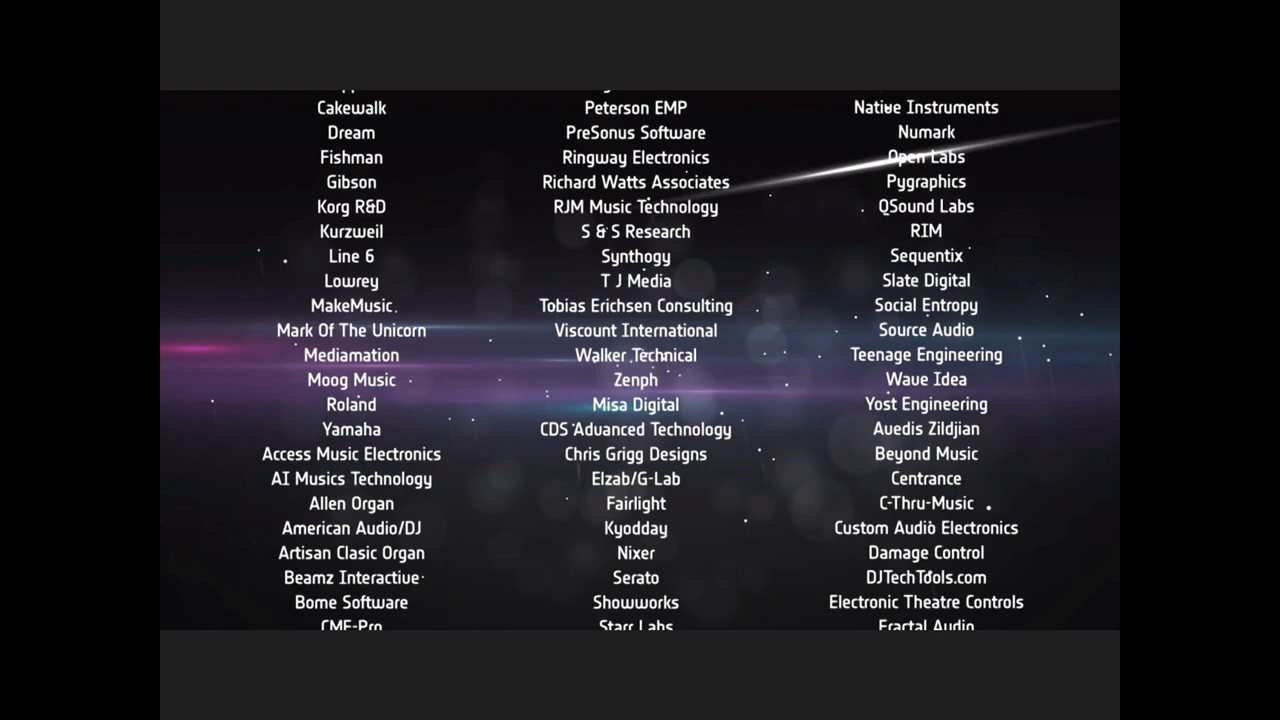 Cakewalk
Dream
Fishman
Gibson
Korg R&D
Kurzweil
Line 6
Lowrey
MakeMusic
Mark Of The Unicorn
Mediamation
Moog Music
Roland
Yamaha
Access Music Electronics
AI Musics Technology
Allen Organ
American Audio/DJ
Artisan Clasic Organ
Beamz Interactive
Bome Software
CME-Pro
Peterson EMP
PreSonus Software
Ringway Electronics
Richard Watts Associates
RJM Music Technology
S & S Research
Synthogy
T J Media
Tobias Erichsen Consulting
Viscount International
Walker Technical
Zenph
Misa Digital
CDS Advanced Technology
Chris Grigg Designs
Elzab/G-Lab
Fairlight
Kyodday
Nixer
Serato
Showworks
Starr Labs
Native Instruments
Numark
Open Labs
Pygraphics
QSound Labs
RIM
Sequentix
Slate Digital
Social Entropy
Source Audio
Teenage Engineering
Wave Idea
Yost Engineering
Avedis Zildjian
Beyond Music
Centrance
C-Thru-Music
Custom Audio Electronics
Damage Control
DJTechTools.com
Electronic Theatre Controls
Fractal Audio